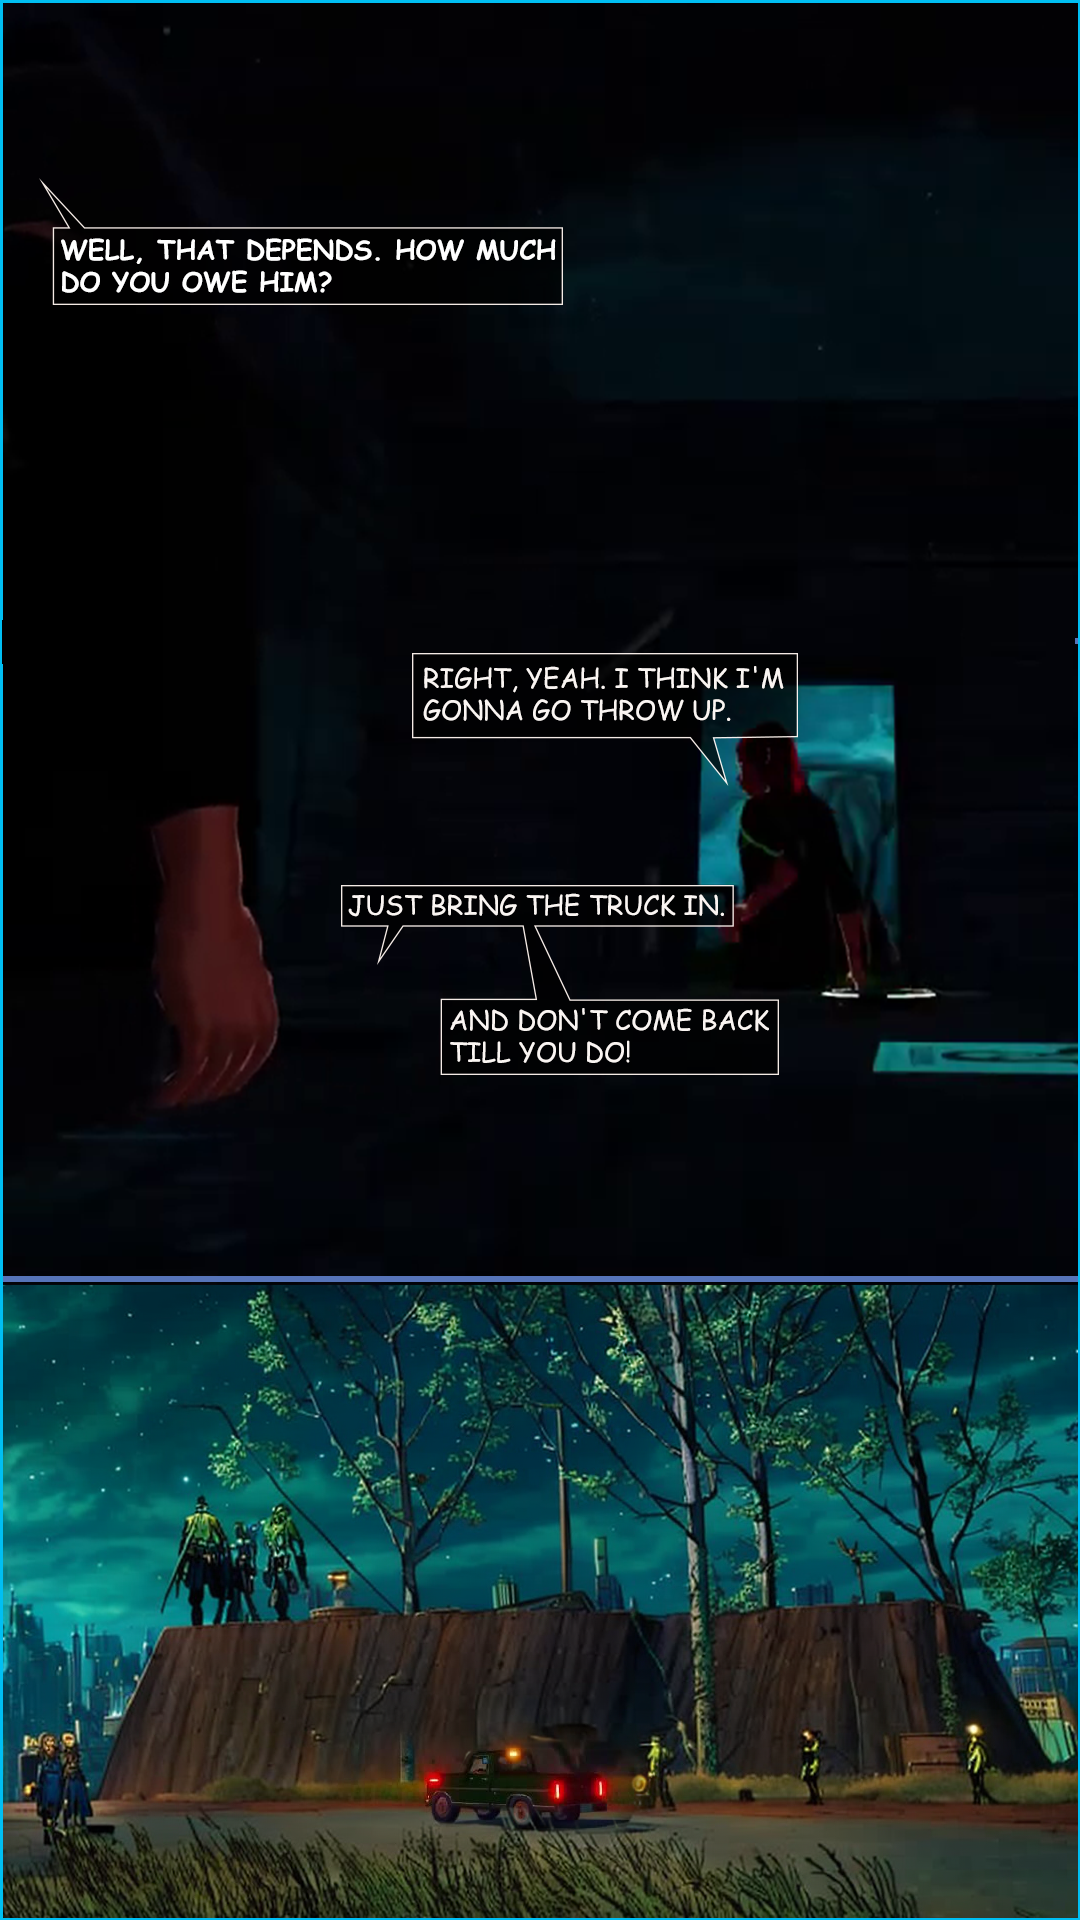 WELL, THAT DEPENDS. HOW MUCH
DO YOU OWE HIM?
RIGHT, YEAH. I THINK I'M
GONNA GO THROW UP.
JUST BRING THE TRUCK IN.
AND DON'T COME BACK
TILL YOU DO!